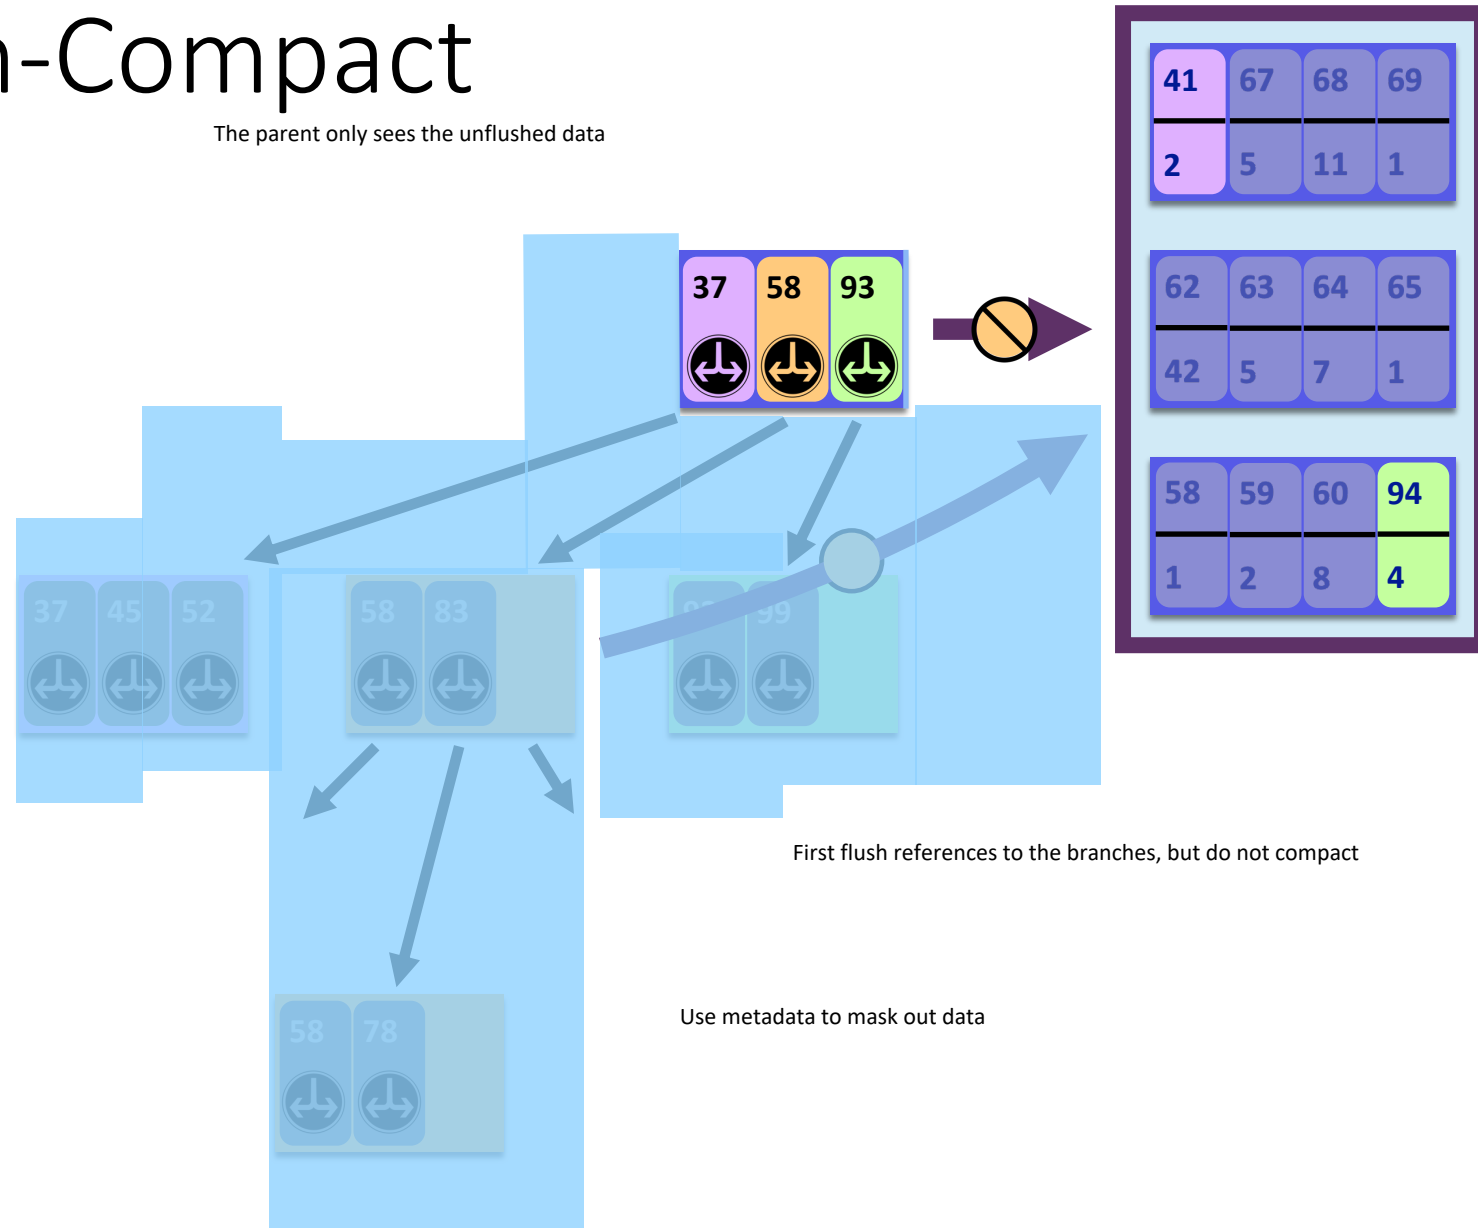 n-Compact
The parent only sees the unflushed data
41 67 68 69
2 5 11 1
37 58 93
62 63 64 65
42 5 7 1
58 59 60 94
1 2 8 4
37 45 52 58 83 99
First flush references to the branches, but do not compact
58 78
Use metadata to mask out data